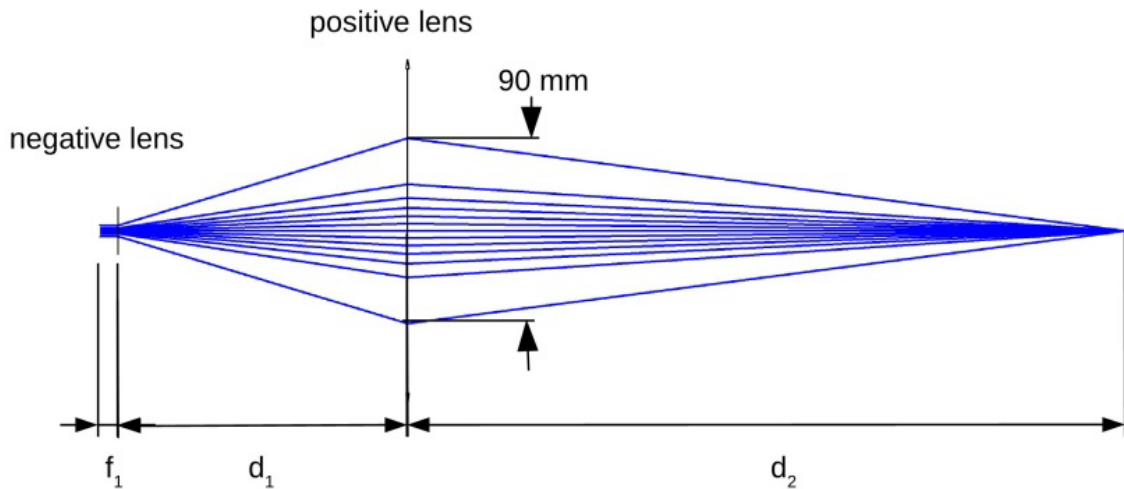 positive lens
90 mm
negative lens
f₁
d₁
d₂